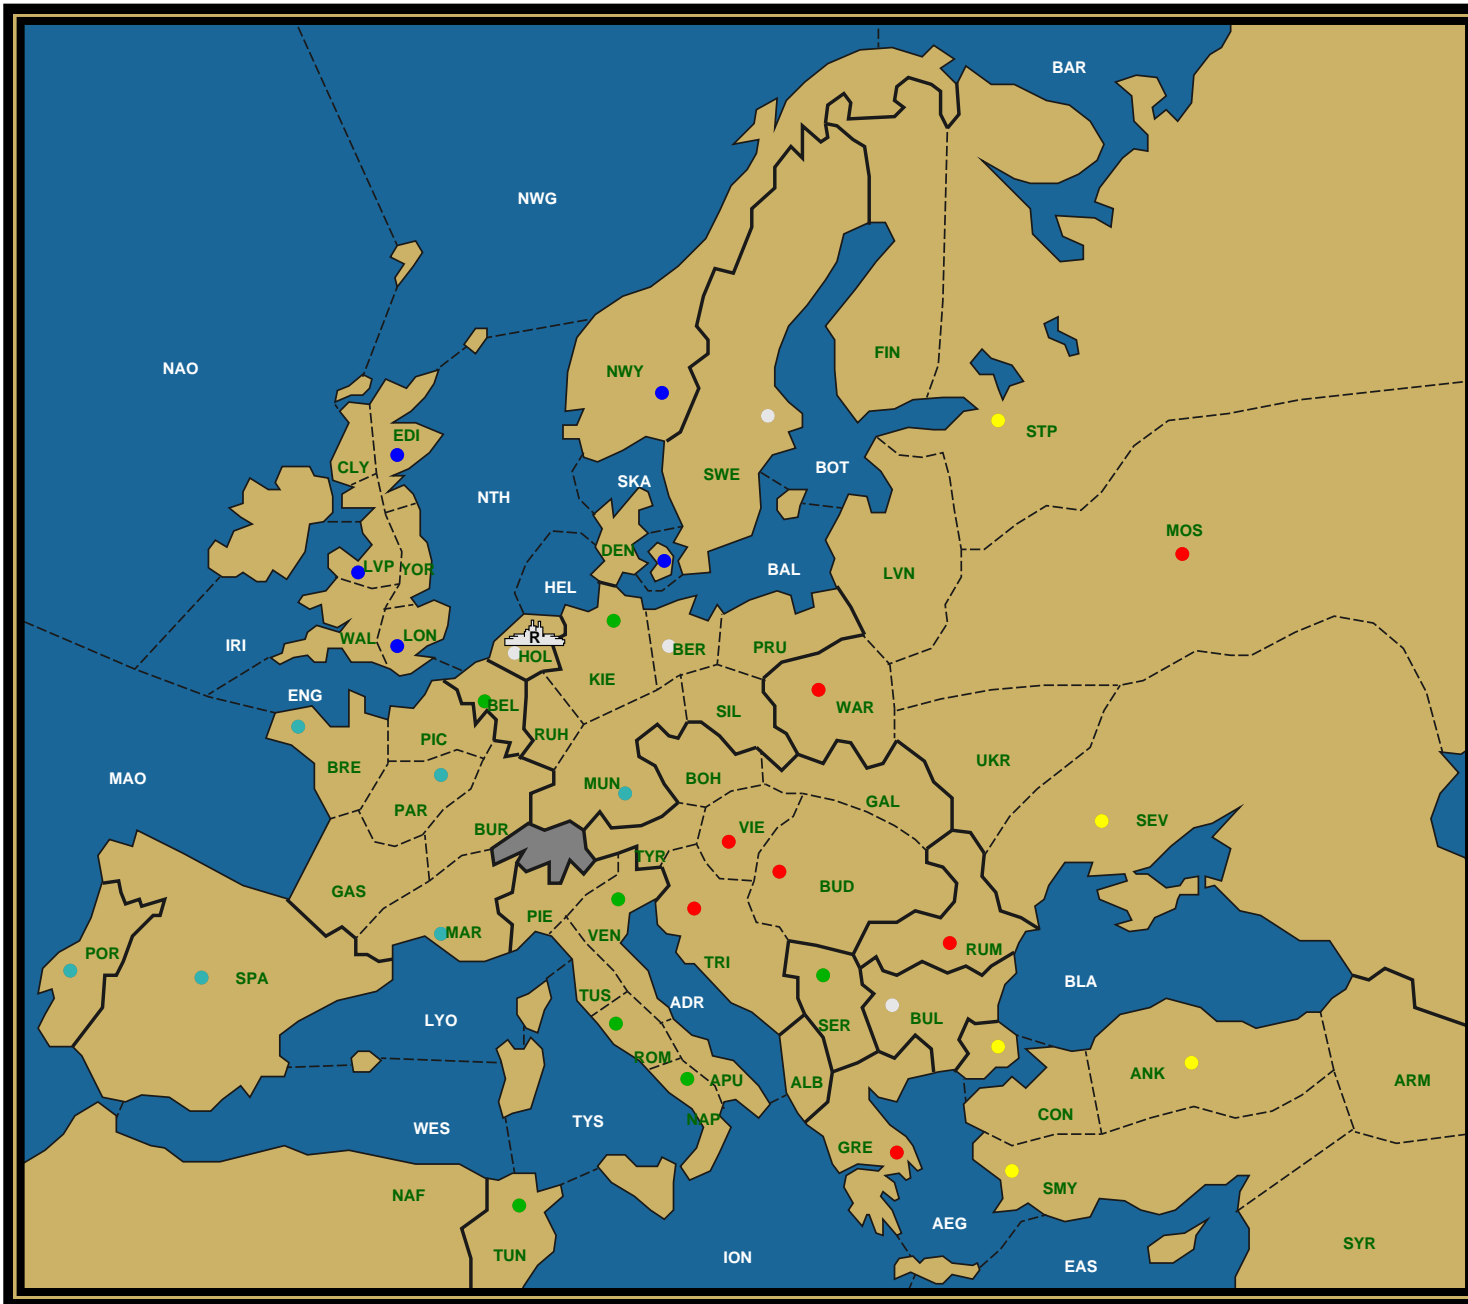 BAR
NWG
NAO
FIN
NWY
STP
EDI
CLY
SKA
BOT
SWE
NTH
MOS
DEN
LVP
YOR
HEL
BAL
LVN
R
WAL
LON
IRI
HOL
BER
PRU
KIE
ENG
BEL
SIL
WAR
RUH
PIC
BRE
UKR
MAO
MUN
BOH
PAR
GAL
BUR
VIE
SEV
TYR
BUD
GAS
PIE
MAR
VEN
POR
RUM
SPA
TRI
BLA
TUS
ADR
LYO
BUL
SER
ROM
ANK
APU
ALB
ARM
CON
NAP
TYS
WES
GRE
SMY
NAF
AEG
SYR
TUN
ION
EAS